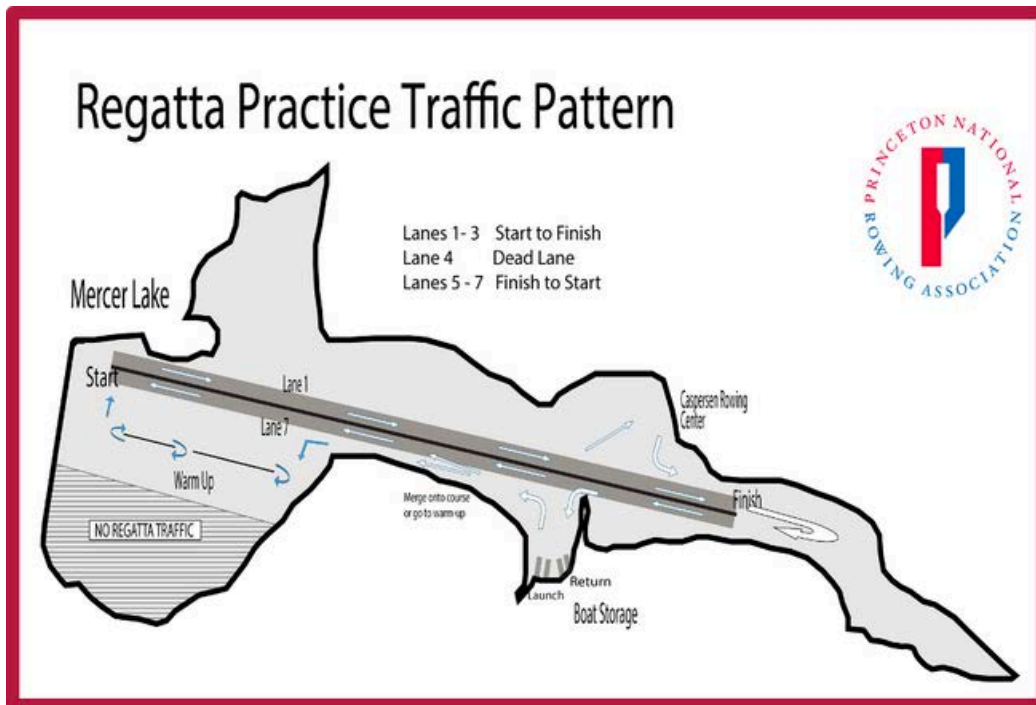 Regatta Practice Traffic Pattern
PRINCETON NATIONAL
ROWING ASSOCIATION
Lanes 1- 3 Start to Finish
Lane 4 Dead Lane
Lanes 5 - 7 Finish to Start
Mercer Lake
Start
Lane 1
Lane 7
Caspersen Rowing
Center
Warm Up
Merge onto course
or go to warm-up
Finish
NO REGATTA TRAFFIC
Return
Launch
Boat Storage